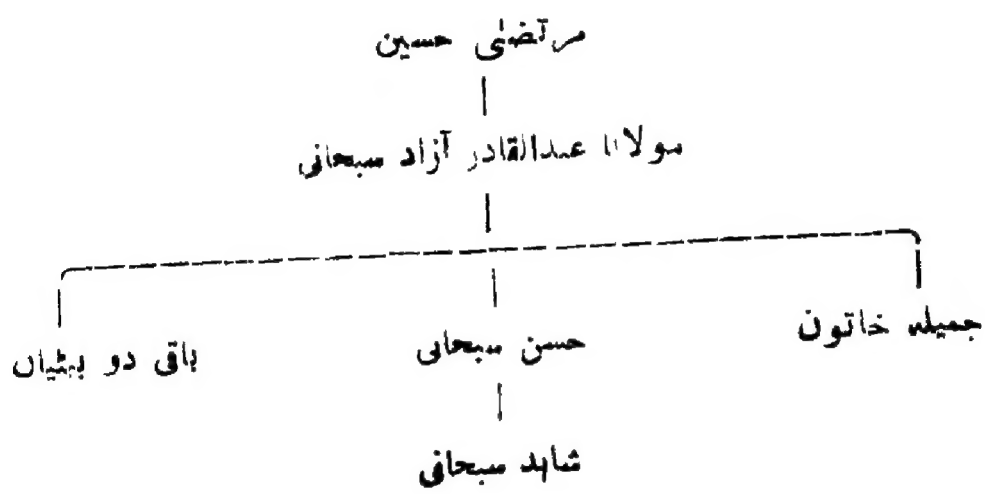 مرتضیٰ حسین
مولانا عبدالقادر آزاد سبحانی
جمیلہ خاتون
حسن سبحانی
باقی دو بیٹیاں
شاہد سبحانی